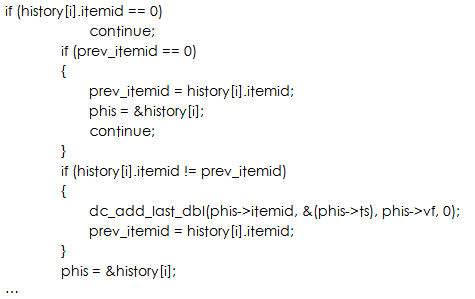 if (history[i].itemid == 0)
continue;
if (prev_itemid == 0)
{
prev_itemid = history[i].itemid;
phis = &history[i];
continue;
}
if (history[i].itemid != prev_itemid)
{
dc_add_last_dbl(phis->itemid, &(phis->ts), phis->vf, 0);
prev_itemid = history[i].itemid;
}
phis = &history[i];
...